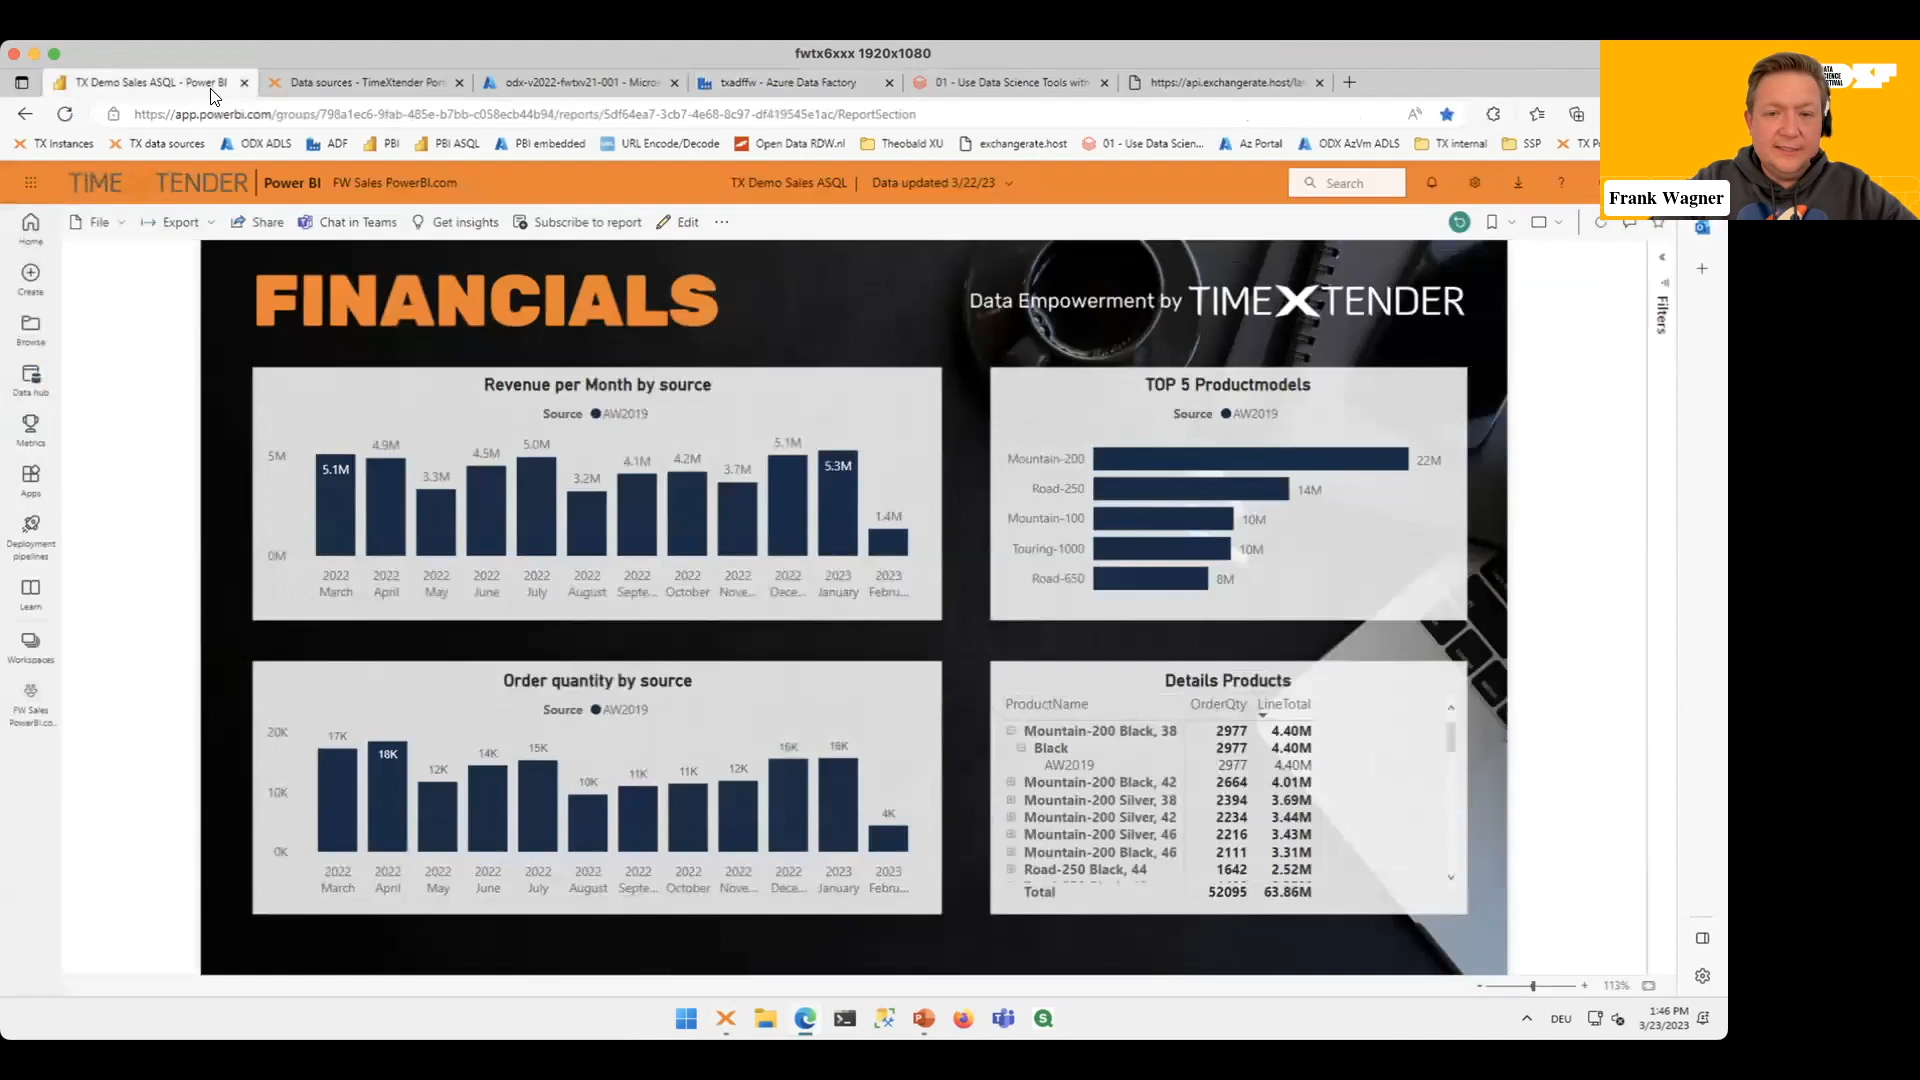 fwtx6xxx 1920x1080
TX Demo Sales ASQL - Power BI
Data sources - TimeXtender Por
odx-v2022-fwtxv21-001 - Micros
txadffw - Azure Data Factory
01 - Use Data Science Tools with
https://api.exchangerate.host/la
https://app.powerbi.com/groups/798a1ec6-9fab-485e-b7bb-c058ecb44b94/reports/5df64ea7-3cb7-4e68-8c97-df419545e1ac/ReportSection
TX Instances
TX data sources
ODX ADLS
ADF
PBI
PBI ASQL
PBI embedded
URL Encode/Decode
Open Data RDW.nl
Theobald XU
exchangerate.host
01 - Use Data Scien...
Az Portal
ODX AzVm ADLS
TX internal
SSP
TX P
DATA
SCIENCE
FESTIVAL
Frank Wagner
TIME TENDER
Power BI
FW Sales PowerBI.com
TX Demo Sales ASQL | Data updated 3/22/23
Search
?
File
Export
Share
Chat in Teams
Get insights
Subscribe to report
Edit
Home
Create
Browse
Data hub
Metrics
Apps
Deployment
pipelines
Learn
Workspaces
FW Sales
PowerBI.co...
Filters
FINANCIALS
Data Empowerment by TIMEXTENDER
Revenue per Month by source
Source AW2019
5M
0M
5.1M
4.9M
3.3M
4.5M
5.0M
3.2M
4.1M
4.2M
3.7M
5.1M
5.3M
1.4M
2022 2022 2022 2022 2022 2022 2022 2022 2022 2022 2023 2023
March April May June July August Septe... October Nove... Dece... January Febru...
TOP 5 Productmodels
Source AW2019
Mountain-200 22M
Road-250 14M
Mountain-100 10M
Touring-1000 10M
Road-650 8M
Order quantity by source
Source AW2019
20K
10K
0K
17K
18K
12K
14K
15K
10K
11K
11K
12K
16K
16K
4K
2022 2022 2022 2022 2022 2022 2022 2022 2022 2022 2023 2023
March April May June July August Septe... October Nove... Dece... January Febru...
Details Products
ProductName OrderQty LineTotal
Mountain-200 Black, 38 2977 4.40M
Black 2977 4.40M
AW2019 2977 4.40M
Mountain-200 Black, 42 2664 4.01M
Mountain-200 Silver, 38 2394 3.69M
Mountain-200 Silver, 42 2234 3.44M
Mountain-200 Silver, 46 2216 3.43M
Mountain-200 Black, 46 2111 3.31M
Road-250 Black, 44 1642 2.52M
Total 52095 63.86M
- + 113%
DEU
1:46 PM
3/23/2023